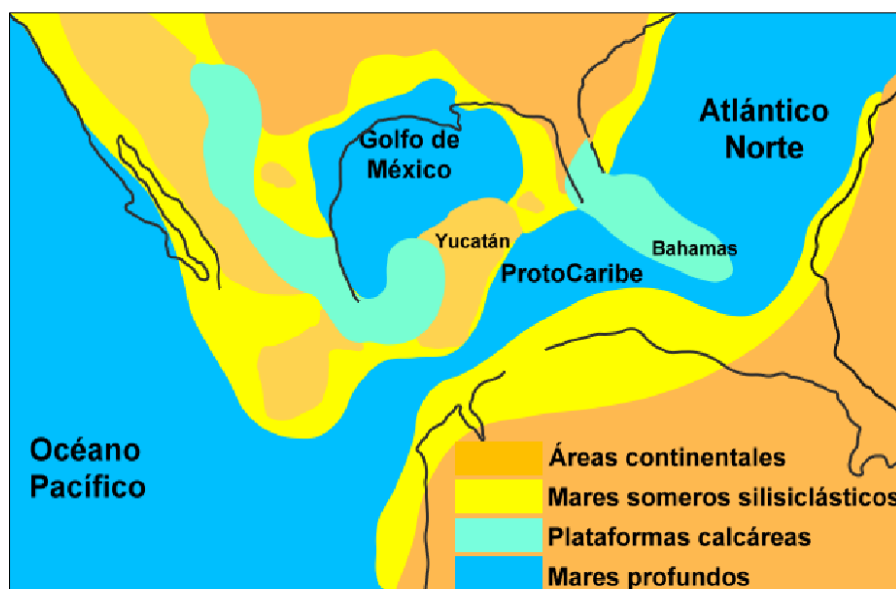 Atlántico
Norte
Golfo de
México
Yucatán
Bahamas
ProtoCaribe
Océano
Pacífico
Áreas continentales
Mares someros silisiclásticos
Plataformas calcáreas
Mares profundos